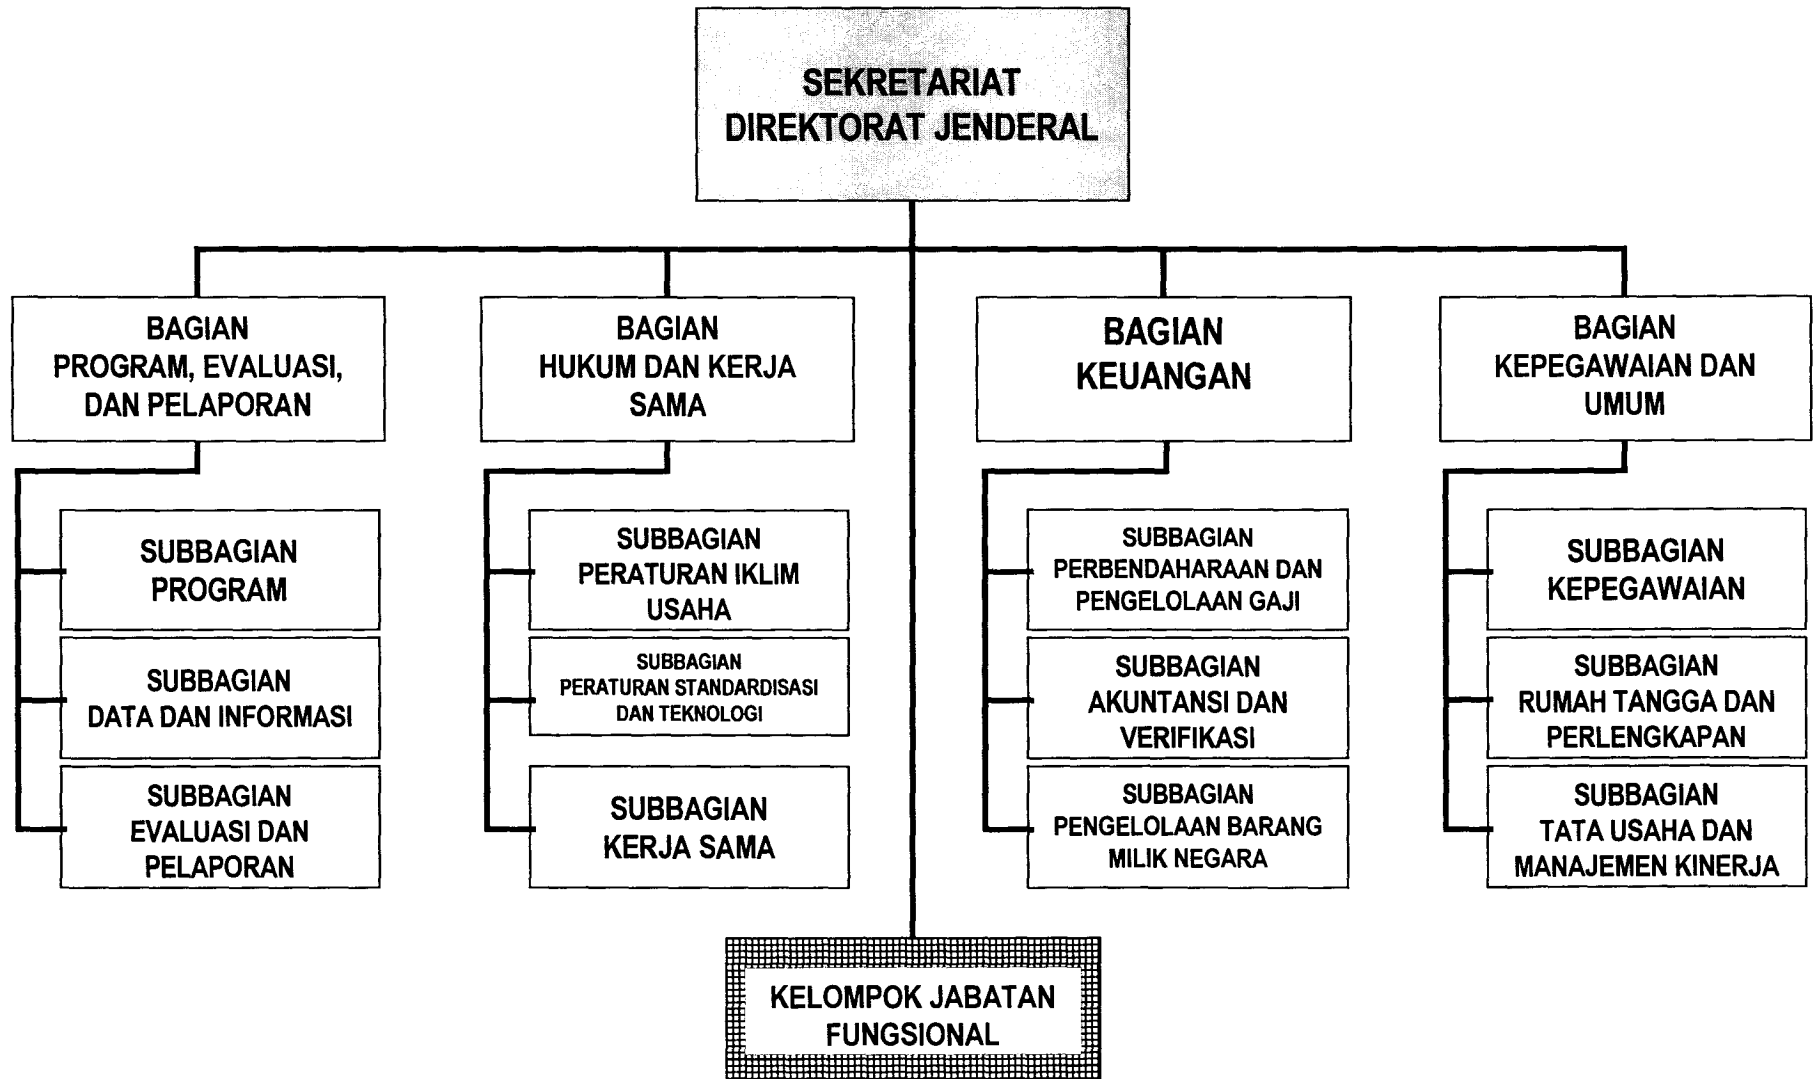 SEKRETARIAT
DIREKTORAT JENDERAL
BAGIAN
PROGRAM, EVALUASI,
DAN PELAPORAN
SUBBAGIAN
PROGRAM
SUBBAGIAN
DATA DAN INFORMASI
SUBBAGIAN
EVALUASI DAN
PELAPORAN
BAGIAN
HUKUM DAN KERJA
SAMA
SUBBAGIAN
PERATURAN IKLIM
USAHA
SUBBAGIAN
PERATURAN STANDARDISASI
DAN TEKNOLOGI
SUBBAGIAN
KERJA SAMA
BAGIAN
KEUANGAN
SUBBAGIAN
PERBENDAHARAAN DAN
PENGELOLAAN GAJI
SUBBAGIAN
AKUNTANSI DAN
VERIFIKASI
SUBBAGIAN
PENGELOLAAN BARANG
MILIK NEGARA
BAGIAN
KEPEGAWAIAN DAN
UMUM
SUBBAGIAN
KEPEGAWAIAN
SUBBAGIAN
RUMAH TANGGA DAN
PERLENGKAPAN
SUBBAGIAN
TATA USAHA DAN
MANAJEMEN KINERJA
KELOMPOK JABATAN
FUNGSIONAL